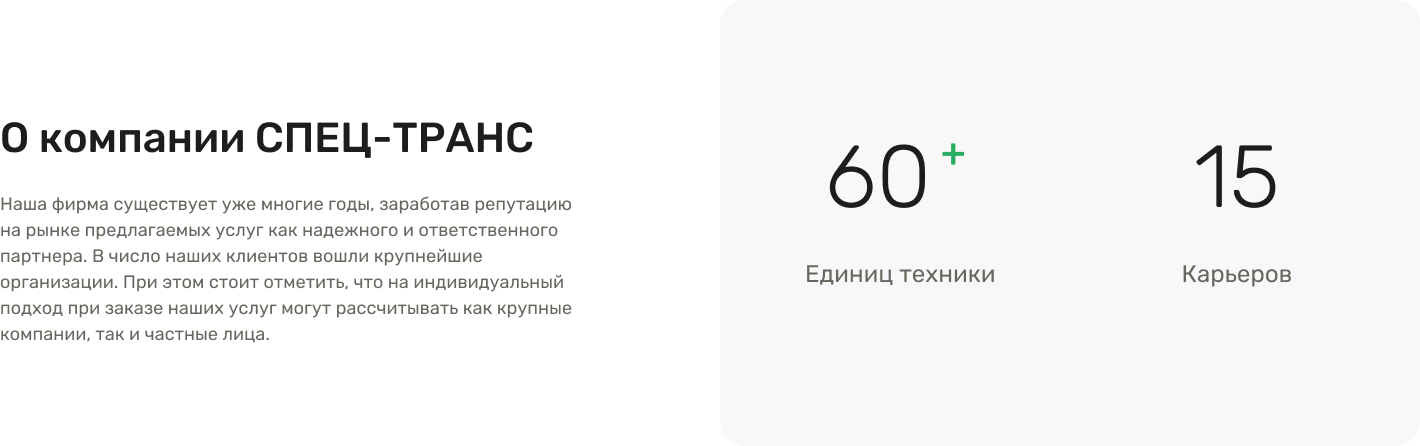 О компании СПЕЦ-ТРАНС
Наша фирма существует уже многие годы, заработав репутацию
на рынке предлагаемых услуг как надежного и ответственного
партнера. В число наших клиентов вошли крупнейшие
организации. При этом стоит отметить, что на индивидуальный
подход при заказе наших услуг могут рассчитывать как крупные
компании, так и частные лица.
60+
Единиц техники
15
Карьеров